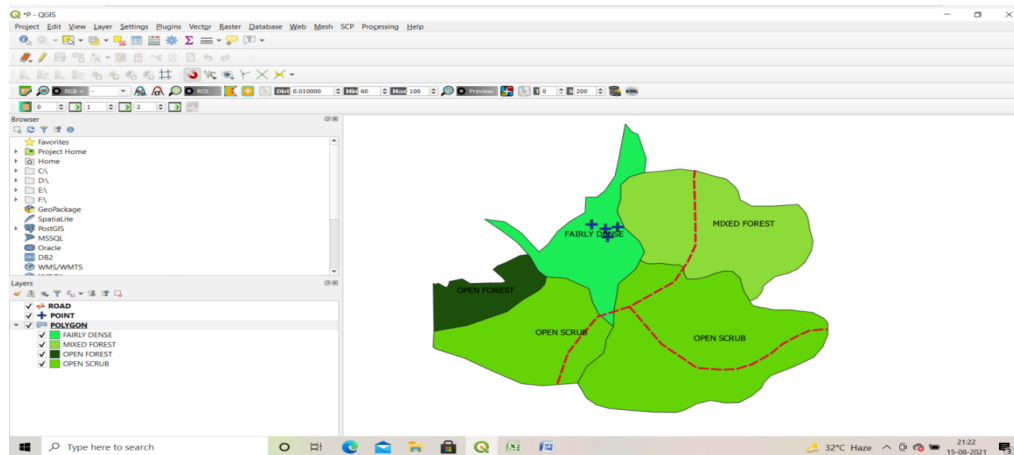 *P - QGIS
Project Edit View Layer Settings Plugins Vector Raster Database Web Mesh SCP Processing Help
RGB = - ROI Dist 0.010000 Min 60 Max 100 Preview T 0 S 200
0 1 2
Browser
Favorites
Project Home
Home
C:\
D:\
E:\
F:\
GeoPackage
SpatiaLite
PostGIS
MSSQL
Oracle
DB2
WMS/WMTS
Layers
ROAD
POINT
POLYGON
FAIRLY DENSE
MIXED FOREST
OPEN FOREST
OPEN SCRUB
MIXED FOREST
FAIRLY DENSE
OPEN FOREST
OPEN SCRUB
OPEN SCRUB
Type here to search
32°C Haze
21:22
15-08-2021